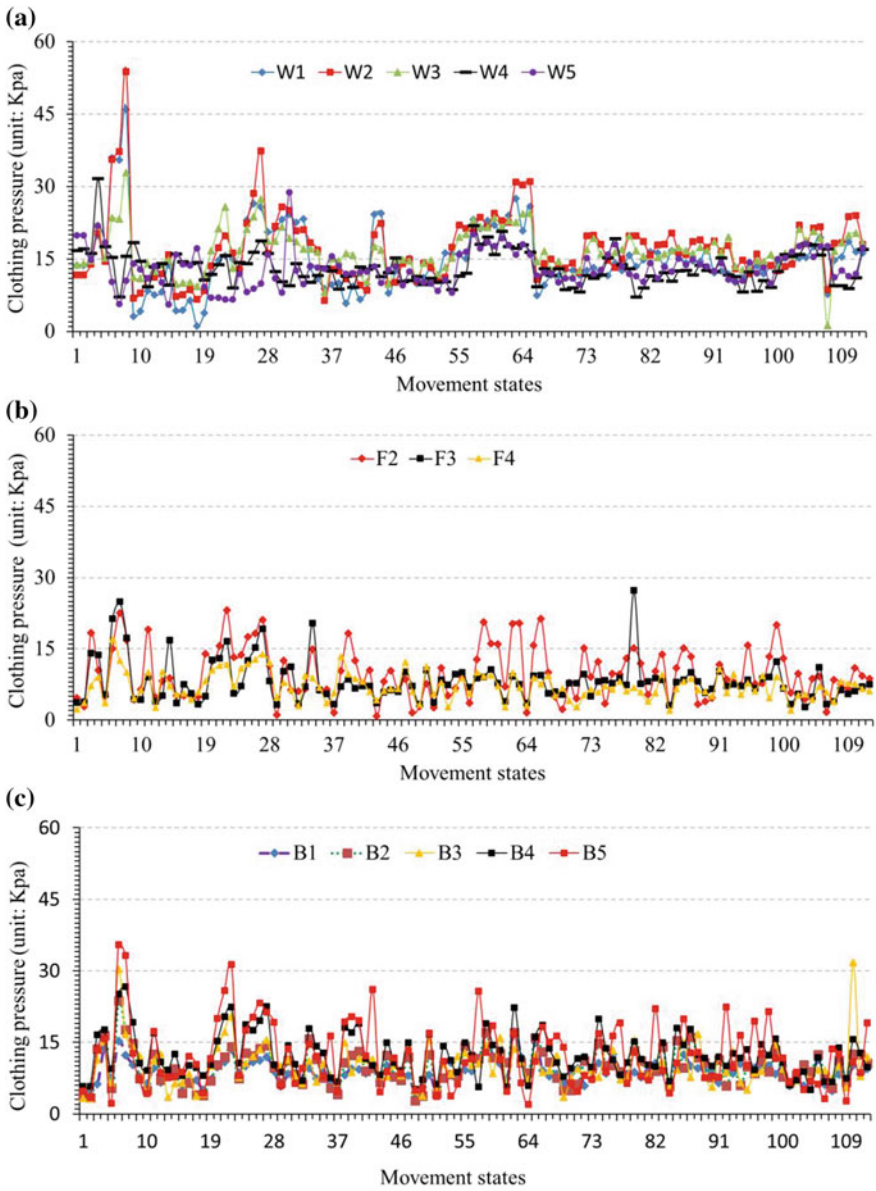 (a)
60
45
30
15
0
Clothing pressure (unit: Kpa)
W1 W2 W3 W4 W5
1 10 19 28 37 46 55 64 73 82 91 100 109
Movement states
(b)
60
45
30
15
0
Clothing pressure (unit: Kpa)
F2 F3 F4
1 10 19 28 37 46 55 64 73 82 91 100 109
Movement states
(c)
60
45
30
15
0
Clothing pressure (unit: Kpa)
B1 B2 B3 B4 B5
1 10 19 28 37 46 55 64 73 82 91 100 109
Movement states